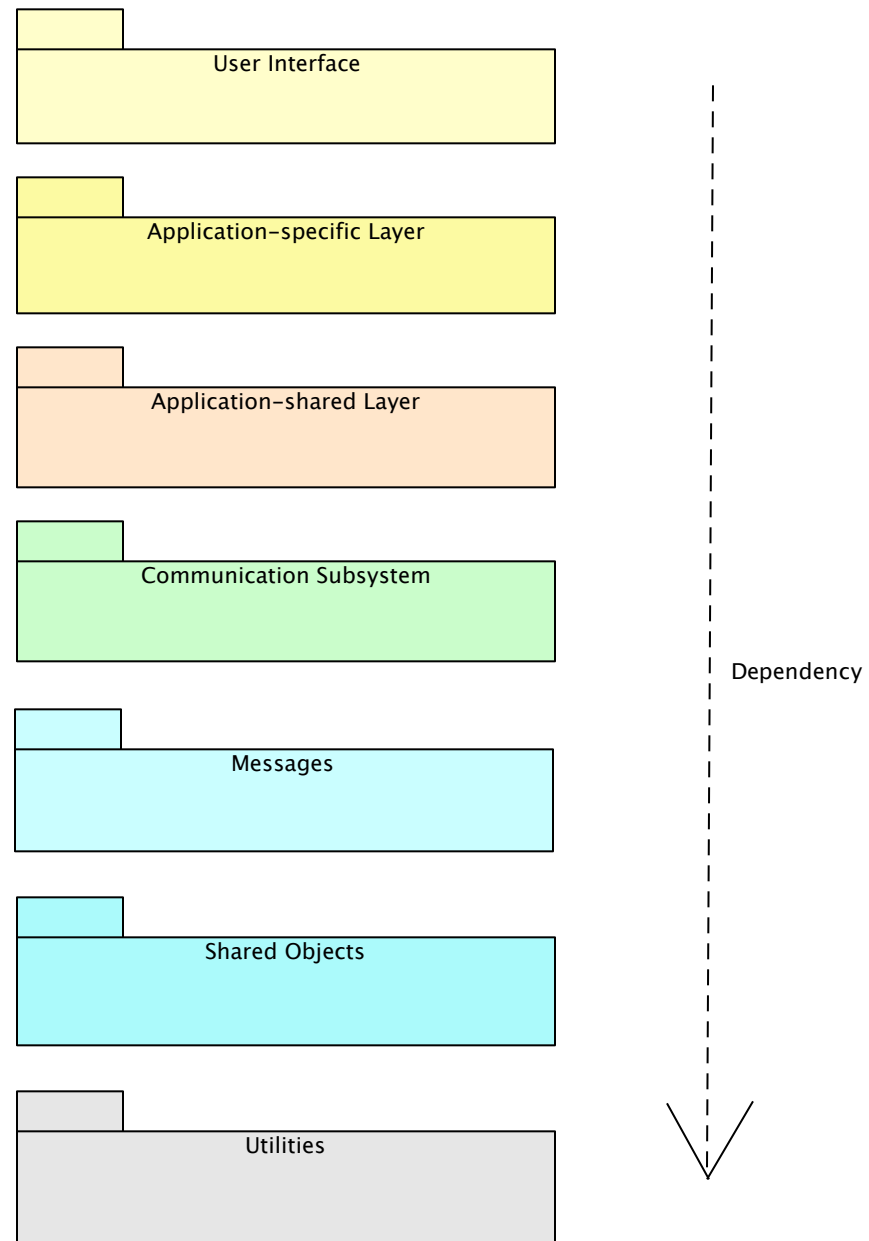 User Interface
Application-specific Layer
Application-shared Layer
Communication Subsystem
Dependency
Messages
Shared Objects
Utilities